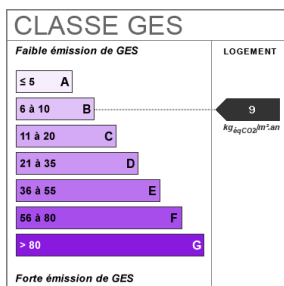 CLASSE GES
Faible émission de GES
LOGEMENT
≤ 5 A
6 à 10 B
9
kgéqCO2/m².an
11 à 20 C
21 à 35 D
36 à 55 E
56 à 80 F
> 80 G
Forte émission de GES